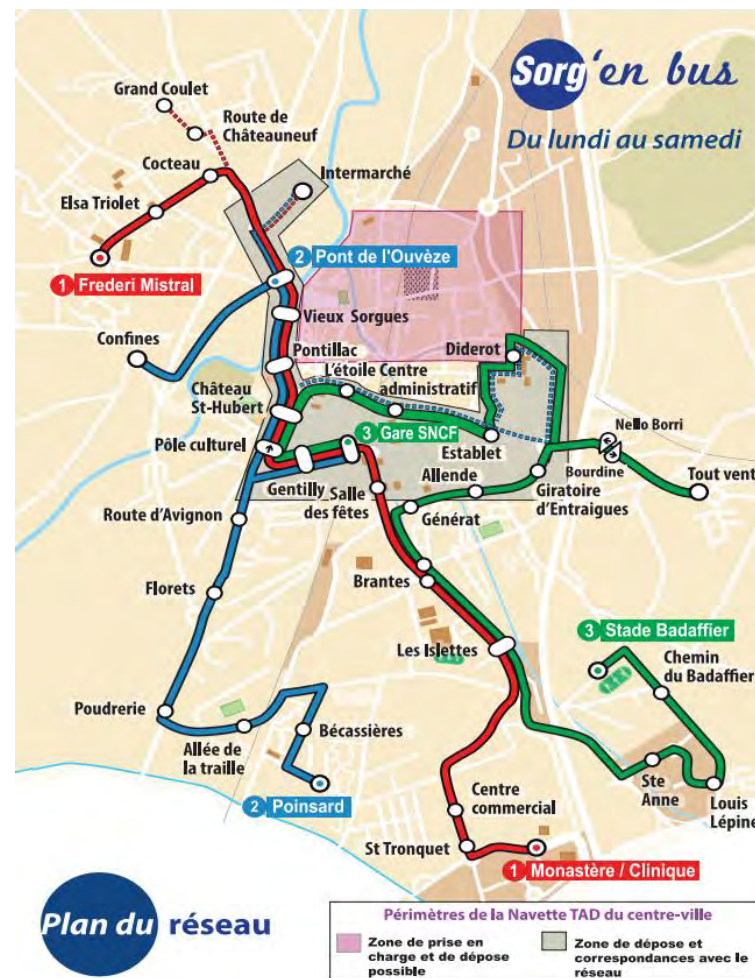 Sorg'en bus
Du lundi au samedi
Grand Coulet
Route de
Châteauneuf
Cocteau
Intermarché
Elsa Triolet
2 Pont de l'Ouvèze
1 Frederi Mistral
Vieux Sorgues
Confines
Pontillac
Diderot
L'étoile Centre
administratif
Château
St-Hubert
Nello Borri
3 Gare SNCF
Pôle culturel
Establet
Bourdine
Tout vent
Gentilly
Salle
des fêtes
Allende
Giratoire
d'Entraigues
Route d'Avignon
Générat
Florets
Brantes
3 Stade Badaffier
Les Islettes
Chemin
du Badaffier
Poudrerie
Bécassières
Allée de
la traille
Ste
Anne
Louis
Lépine
2 Poinsard
Centre
commercial
St Tronquet
1 Monastère / Clinique
Plan du réseau
Périmètres de la Navette TAD du centre-ville
Zone de prise en
charge et de dépose
possible
Zone de dépose et
correspondances avec le
réseau